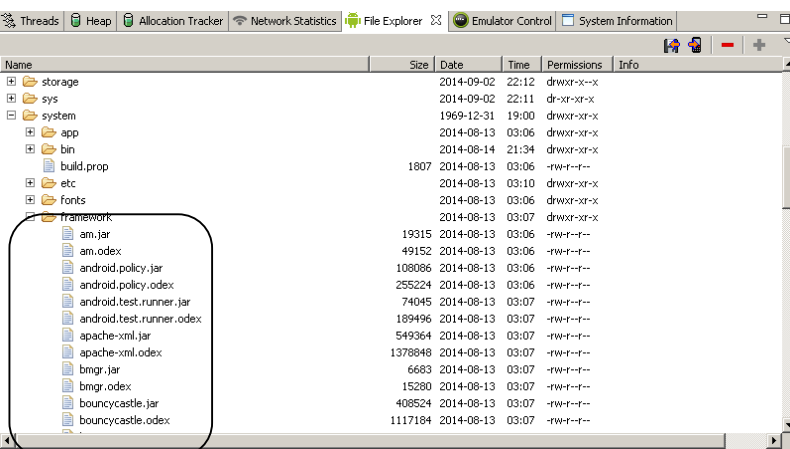 Threads Heap Allocation Tracker Network Statistics File Explorer Emulator Control System Information
Name Size Date Time Permissions Info
storage 2014-09-02 22:12 drwxr-x--x
sys 2014-09-02 22:11 dr-xr-xr-x
system 1969-12-31 19:00 drwxr-xr-x
app 2014-08-13 03:06 drwxr-xr-x
bin 2014-08-14 21:34 drwxr-xr-x
build.prop 1807 2014-08-13 03:06 -rw-r--r--
etc 2014-08-13 03:10 drwxr-xr-x
fonts 2014-08-13 03:06 drwxr-xr-x
framework 2014-08-13 03:07 drwxr-xr-x
am.jar 19315 2014-08-13 03:06 -rw-r--r--
am.odex 49152 2014-08-13 03:06 -rw-r--r--
android.policy.jar 108086 2014-08-13 03:06 -rw-r--r--
android.policy.odex 255224 2014-08-13 03:06 -rw-r--r--
android.test.runner.jar 74045 2014-08-13 03:07 -rw-r--r--
android.test.runner.odex 189496 2014-08-13 03:07 -rw-r--r--
apache-xml.jar 549364 2014-08-13 03:07 -rw-r--r--
apache-xml.odex 1378848 2014-08-13 03:07 -rw-r--r--
bmgr.jar 6683 2014-08-13 03:07 -rw-r--r--
bmgr.odex 15280 2014-08-13 03:07 -rw-r--r--
bouncycastle.jar 408524 2014-08-13 03:07 -rw-r--r--
bouncycastle.odex 1117184 2014-08-13 03:07 -rw-r--r--